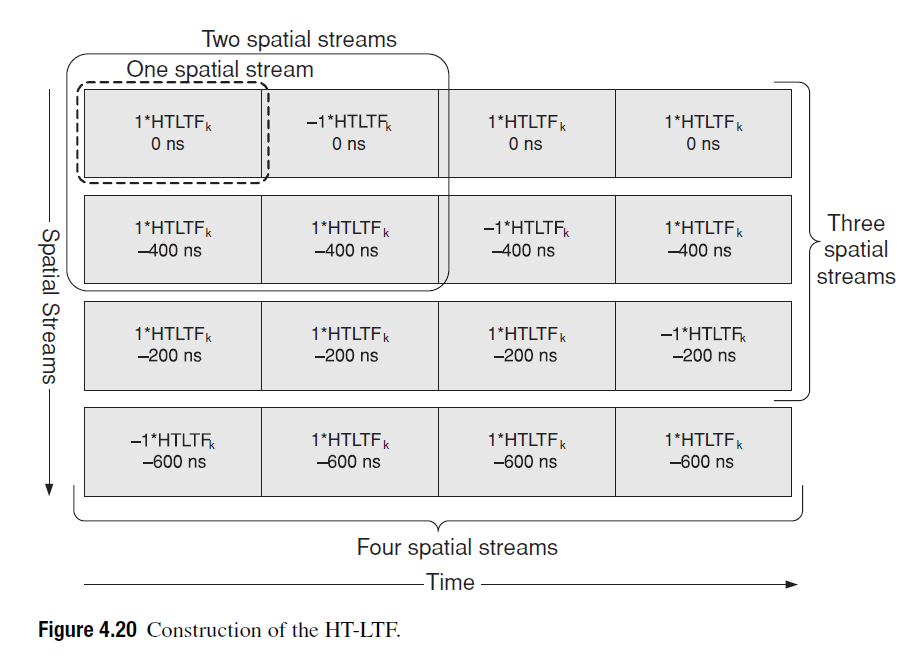 Two spatial streams
One spatial stream
1*HTLTFk
0 ns
–1*HTLTFk
0 ns
1*HTLTFk
0 ns
1*HTLTFk
0 ns
1*HTLTFk
–400 ns
1*HTLTFk
–400 ns
–1*HTLTFk
–400 ns
1*HTLTFk
–400 ns
1*HTLTFk
–200 ns
1*HTLTFk
–200 ns
1*HTLTFk
–200 ns
–1*HTLTFk
–200 ns
–1*HTLTFk
–600 ns
1*HTLTFk
–600 ns
1*HTLTFk
–600 ns
1*HTLTFk
–600 ns
Spatial Streams
Three
spatial
streams
Four spatial streams
Time
Figure 4.20 Construction of the HT-LTF.